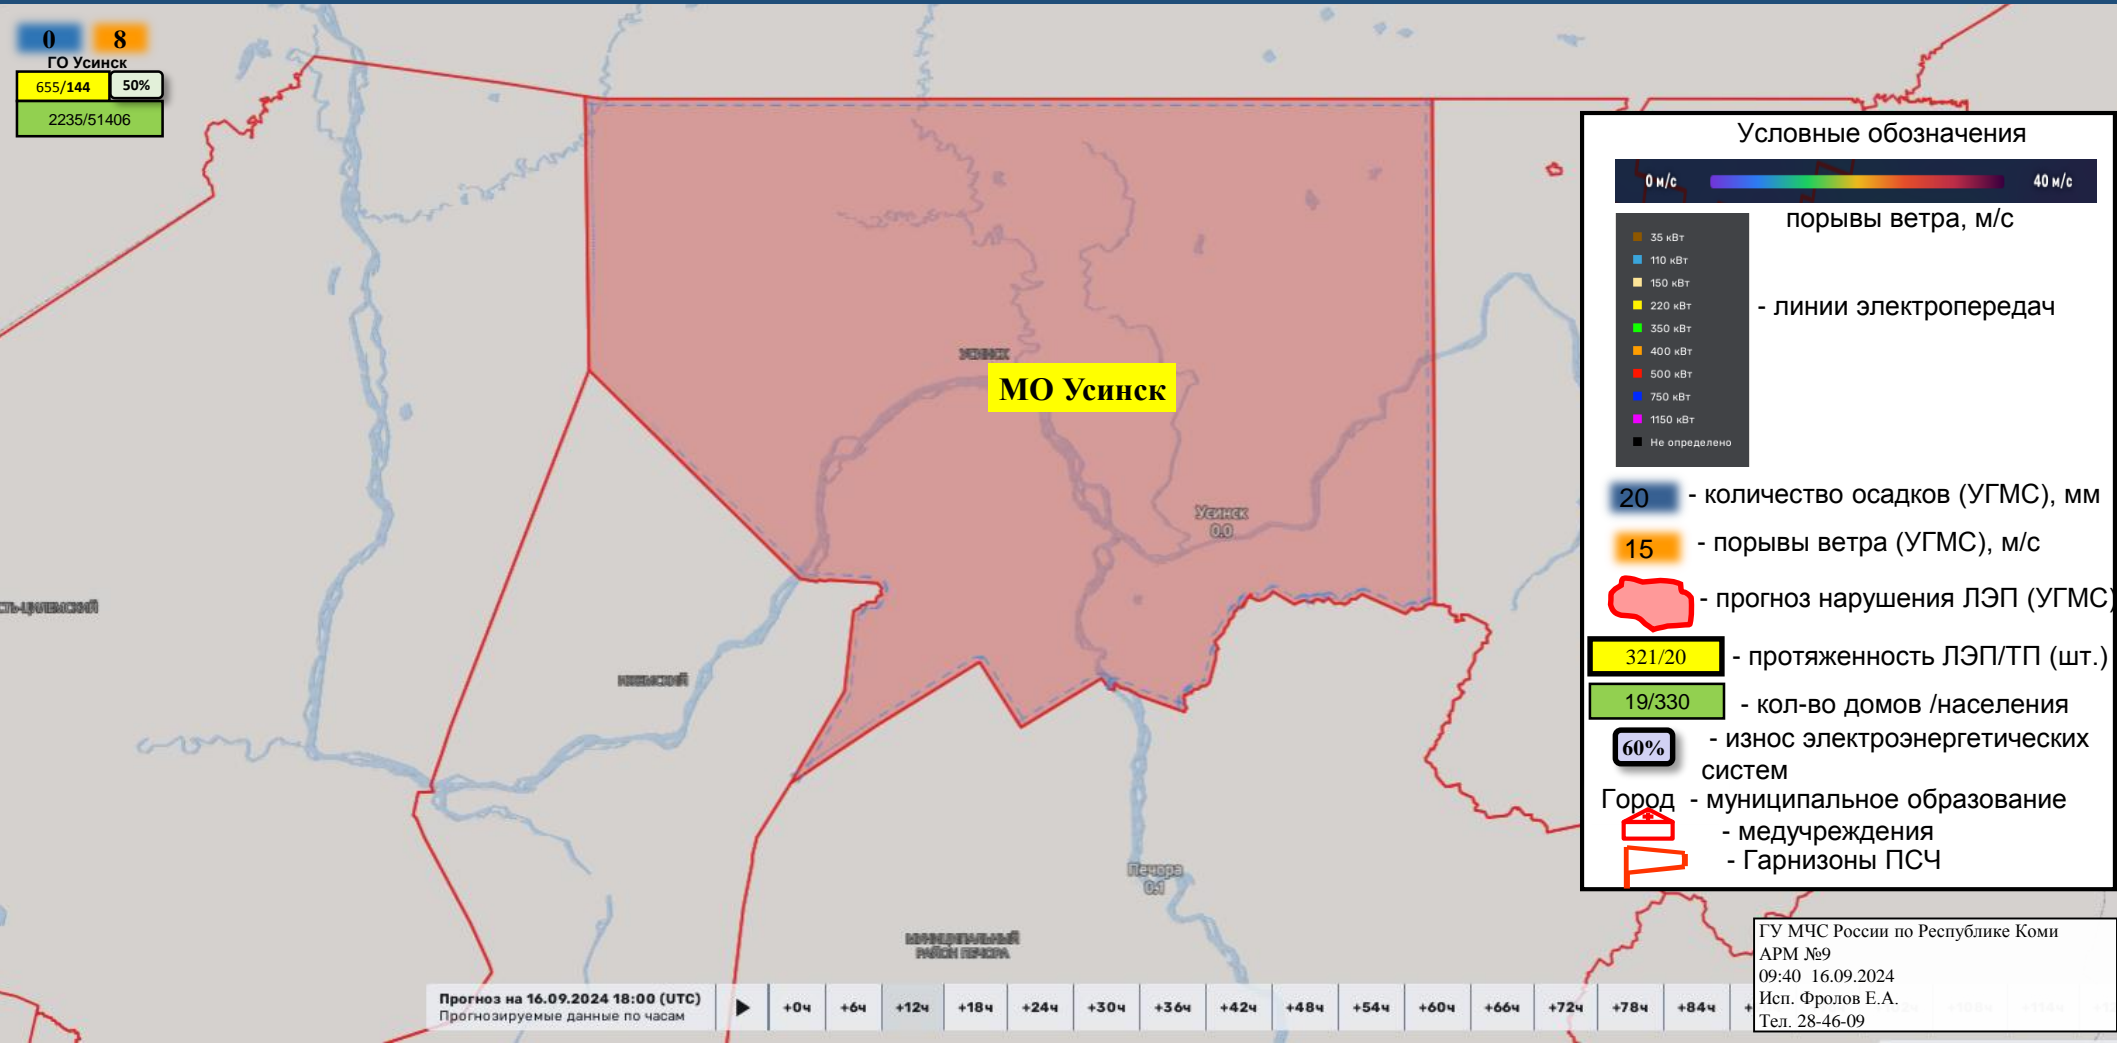 0 8
ГО Усинск
655/144 50%
2235/51406
Условные обозначения
0 м/с 40 м/с
порывы ветра, м/с
35 кВт
110 кВт
150 кВт
220 кВт
350 кВт
400 кВт
500 кВт
750 кВт
1150 кВт
Не определено
- линии электропередач
20 - количество осадков (УГМС), мм
15 - порывы ветра (УГМС), м/с
- прогноз нарушения ЛЭП (УГМС)
321/20 - протяженность ЛЭП/ТП (шт.)
19/330 - кол-во домов /населения
60% - износ электроэнергетических
систем
Город - муниципальное образование
- медучреждения
- Гарнизоны ПСЧ
УСИНСК
МО Усинск
Усинск
0.0
ИЖЕМСКИЙ
Печора
0.1
МУНИЦИПАЛЬНЫЙ
РАЙОН ПЕЧОРА
ГУ МЧС России по Республике Коми
АРМ №9
09:40 16.09.2024
Исп. Фролов Е.А.
Тел. 28-46-09
Прогноз на 16.09.2024 18:00 (UTC)
Прогнозируемые данные по часам
+0ч +6ч +12ч +18ч +24ч +30ч +36ч +42ч +48ч +54ч +60ч +66ч +72ч +78ч +84ч